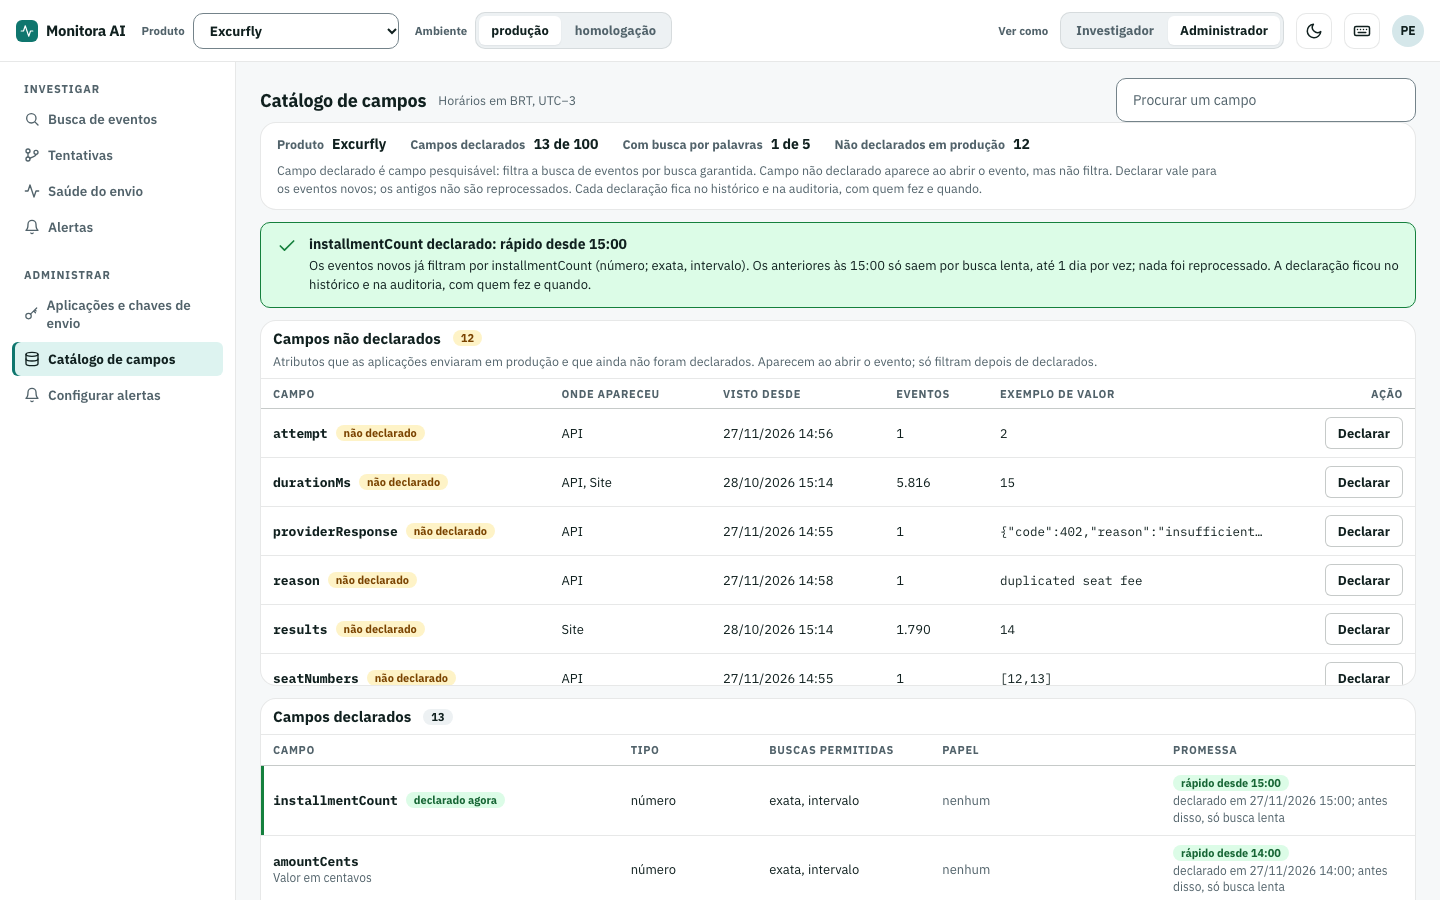 Monitora AI
Produto
Excurfly
Ambiente
produção
homologação
Ver como
Investigador
Administrador
PE
INVESTIGAR
Busca de eventos
Tentativas
Saúde do envio
Alertas
ADMINISTRAR
Aplicações e chaves de
envio
Catálogo de campos
Configurar alertas
Catálogo de campos
Horários em BRT, UTC−3
Procurar um campo
Produto Excurfly Campos declarados 13 de 100 Com busca por palavras 1 de 5 Não declarados em produção 12
Campo declarado é campo pesquisável: filtra a busca de eventos por busca garantida. Campo não declarado aparece ao abrir o evento, mas não filtra. Declarar vale para
os eventos novos; os antigos não são reprocessados. Cada declaração fica no histórico e na auditoria, com quem fez e quando.
installmentCount declarado: rápido desde 15:00
Os eventos novos já filtram por installmentCount (número; exata, intervalo). Os anteriores às 15:00 só saem por busca lenta, até 1 dia por vez; nada foi reprocessado. A declaração ficou no
histórico e na auditoria, com quem fez e quando.
Campos não declarados 12
Atributos que as aplicações enviaram em produção e que ainda não foram declarados. Aparecem ao abrir o evento; só filtram depois de declarados.
CAMPO ONDE APARECEU VISTO DESDE EVENTOS EXEMPLO DE VALOR AÇÃO
attempt não declarado API 27/11/2026 14:56 1 2 Declarar
durationMs não declarado API, Site 28/10/2026 15:14 5.816 15 Declarar
providerResponse não declarado API 27/11/2026 14:55 1 {"code":402,"reason":"insufficient… Declarar
reason não declarado API 27/11/2026 14:58 1 duplicated seat fee Declarar
results não declarado Site 28/10/2026 15:14 1.790 14 Declarar
seatNumbers não declarado API 27/11/2026 14:55 1 [12,13] Declarar
Campos declarados 13
CAMPO TIPO BUSCAS PERMITIDAS PAPEL PROMESSA
installmentCount declarado agora número exata, intervalo nenhum rápido desde 15:00
declarado em 27/11/2026 15:00; antes
disso, só busca lenta
amountCents
Valor em centavos
número exata, intervalo nenhum rápido desde 14:00
declarado em 27/11/2026 14:00; antes
disso, só busca lenta